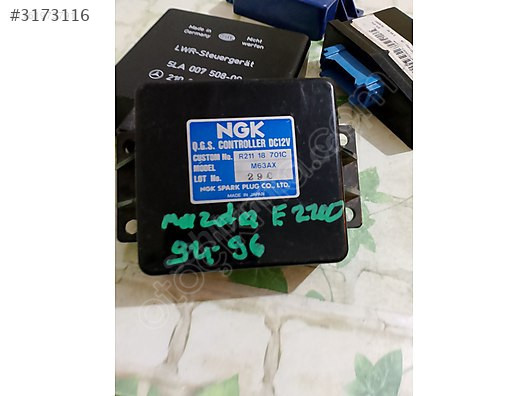 #3173116
Made in
Germany
Nicht
werfen
LWR-Steuergerät
5LA 007 508-00
210
NGK
Q.G.S. CONTROLLER DC12V
CUSTOM No. R211 18 701C
MODEL M63AX
LOT No. 29C
NGK SPARK PLUG CO., LTD.
MADE IN JAPAN
mazda E2200
94-96